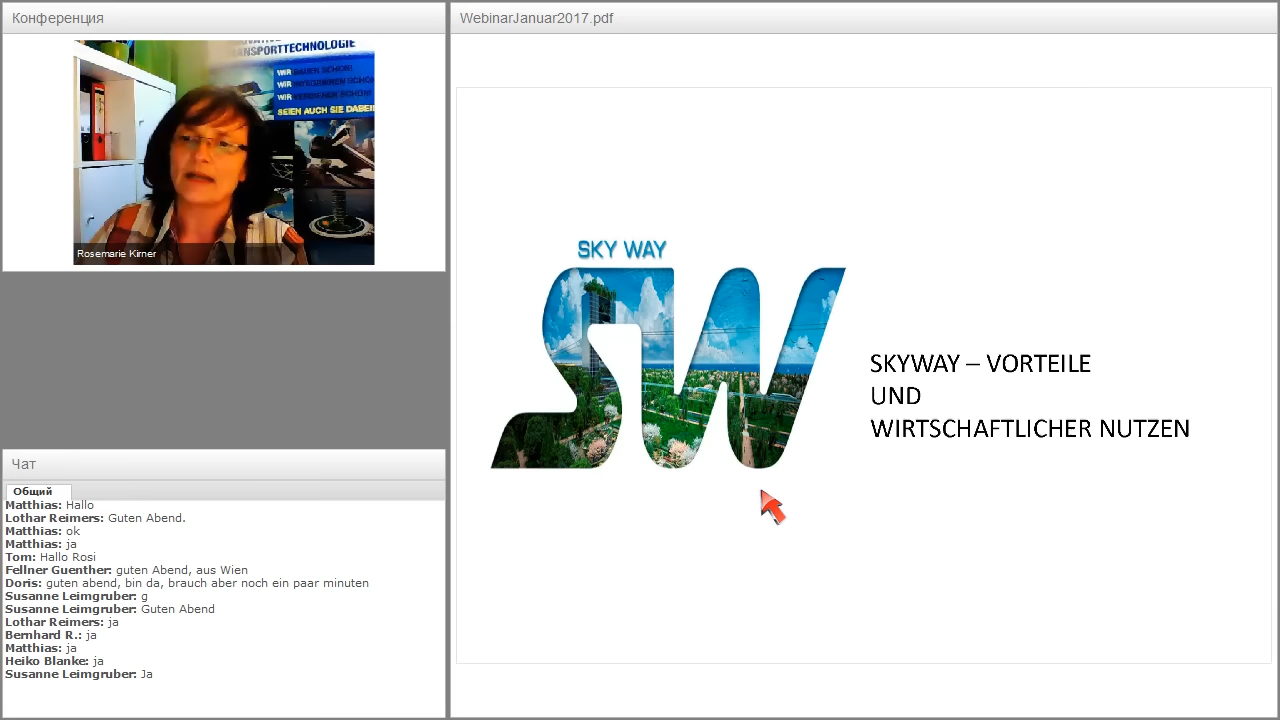 Конференция
WebinarJanuar2017.pdf
TRANSPORTTECHNOLOGIE
WIR BAUEN SCHON!
WIR
WIR
SEIEN AUCH SIE DABEI!
Rosemarie Kirner
SKY WAY
SKYWAY – VORTEILE
UND
WIRTSCHAFTLICHER NUTZEN
Чат
Общий
Matthias: Hallo
Lothar Reimers: Guten Abend.
Matthias: ok
Matthias: ja
Tom: Hallo Rosi
Fellner Guenther: guten Abend, aus Wien
Doris: guten abend, bin da, brauch aber noch ein paar minuten
Susanne Leimgruber: g
Susanne Leimgruber: Guten Abend
Lothar Reimers: ja
Bernhard R.: ja
Matthias: ja
Heiko Blanke: ja
Susanne Leimgruber: Ja